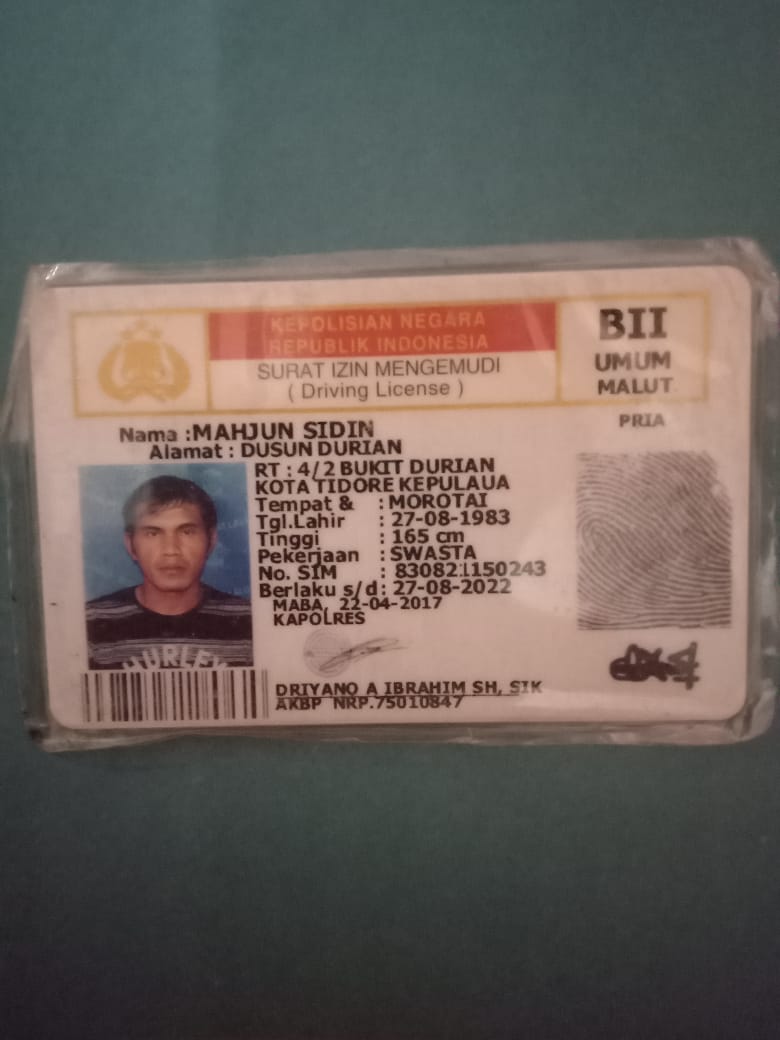 KEPOLISIAN NEGARA
REPUBLIK INDONESIA
SURAT IZIN MENGEMUDI
( Driving License )
BII
UMUM
MALUT
PRIA
Nama :MAHJUN SIDIN
Alamat : DUSUN DURIAN
RT : 4/2 BUKIT DURIAN
KOTA TIDORE KEPULAUA
Tempat & : MOROTAI
Tgl.Lahir : 27-08-1983
Tinggi : 165 cm
Pekerjaan : SWASTA
No. SIM : 830821150243
Berlaku s/d : 27-08-2022
MABA, 22-04-2017
KAPOLRES
HURLEY
DRIYANO A IBRAHIM SH, SIK
AKBP NRP.75010847